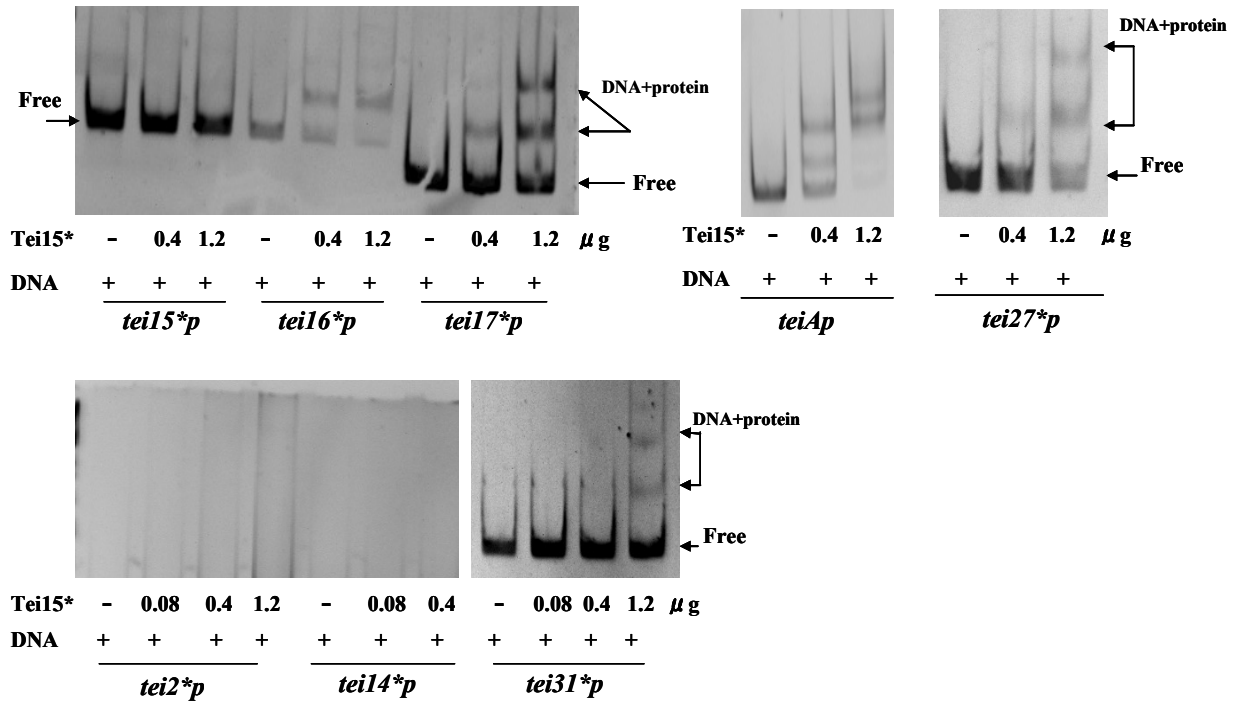 Free
DNA+protein
Free
Tei15* - 0.4 1.2 - 0.4 1.2 - 0.4 1.2 μg
DNA + + + + + + + + +
tei15*p tei16*p tei17*p
Tei15* - 0.4 1.2
DNA + + +
teiAp
DNA+protein
Free
- 0.4 1.2 μg
+ + +
tei27*p
DNA+protein
Free
Tei15* - 0.08 0.4 1.2 - 0.08 0.4 - 0.08 0.4 1.2 μg
DNA + + + + + + + + + + +
tei2*p tei14*p tei31*p